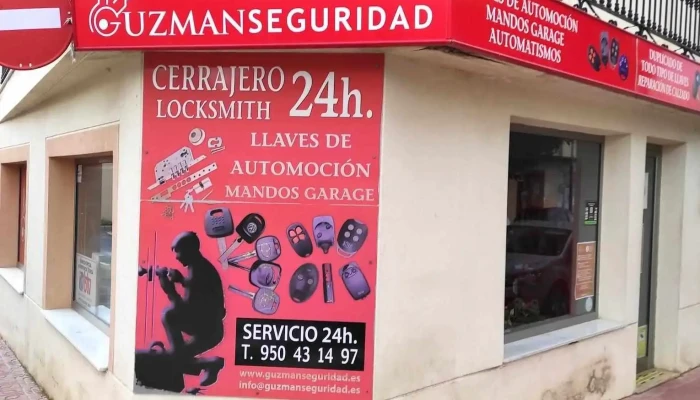 GUZMANSEGURIDAD
CERRAJERO
LOCKSMITH
24h.
LLAVES DE
AUTOMOCIÓN
MANDOS GARAGE
SERVICIO 24h.
T. 950 43 14 97
www.guzmanseguridad.es
info@guzmanseguridad.es
S DE AUTOMOCIÓN
MANDOS GARAGE
AUTOMATISMOS
DUPLICADO DE
TODO TIPO DE LLAVES
REPARACIÓN DE CALZADO